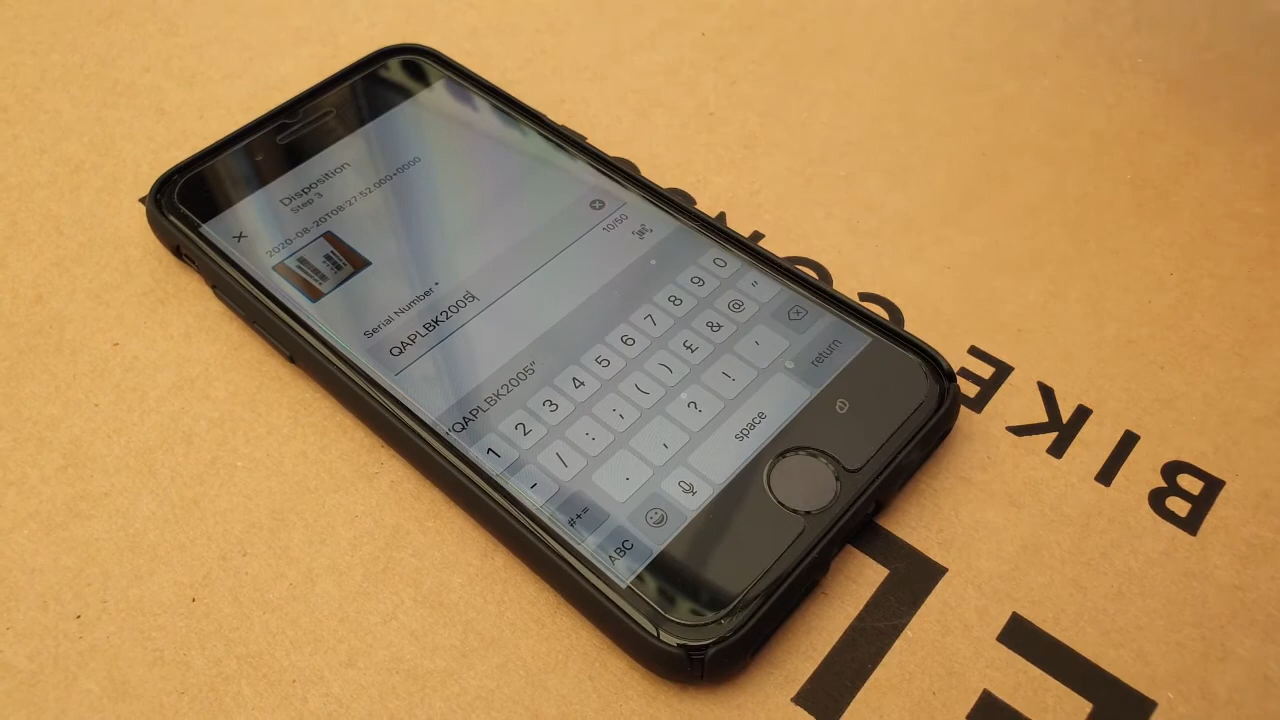 Disposition
Step 3
2020-08-20T08:27:52.000+0000
Serial Number *
QAPLBK2005
10/50
"QAPLBK2005"
1 2 3 4 5 6 7 8 9 0
- / : ; ( ) £ & @ "
#+= . , ? ! '
ABC space return
BIKE